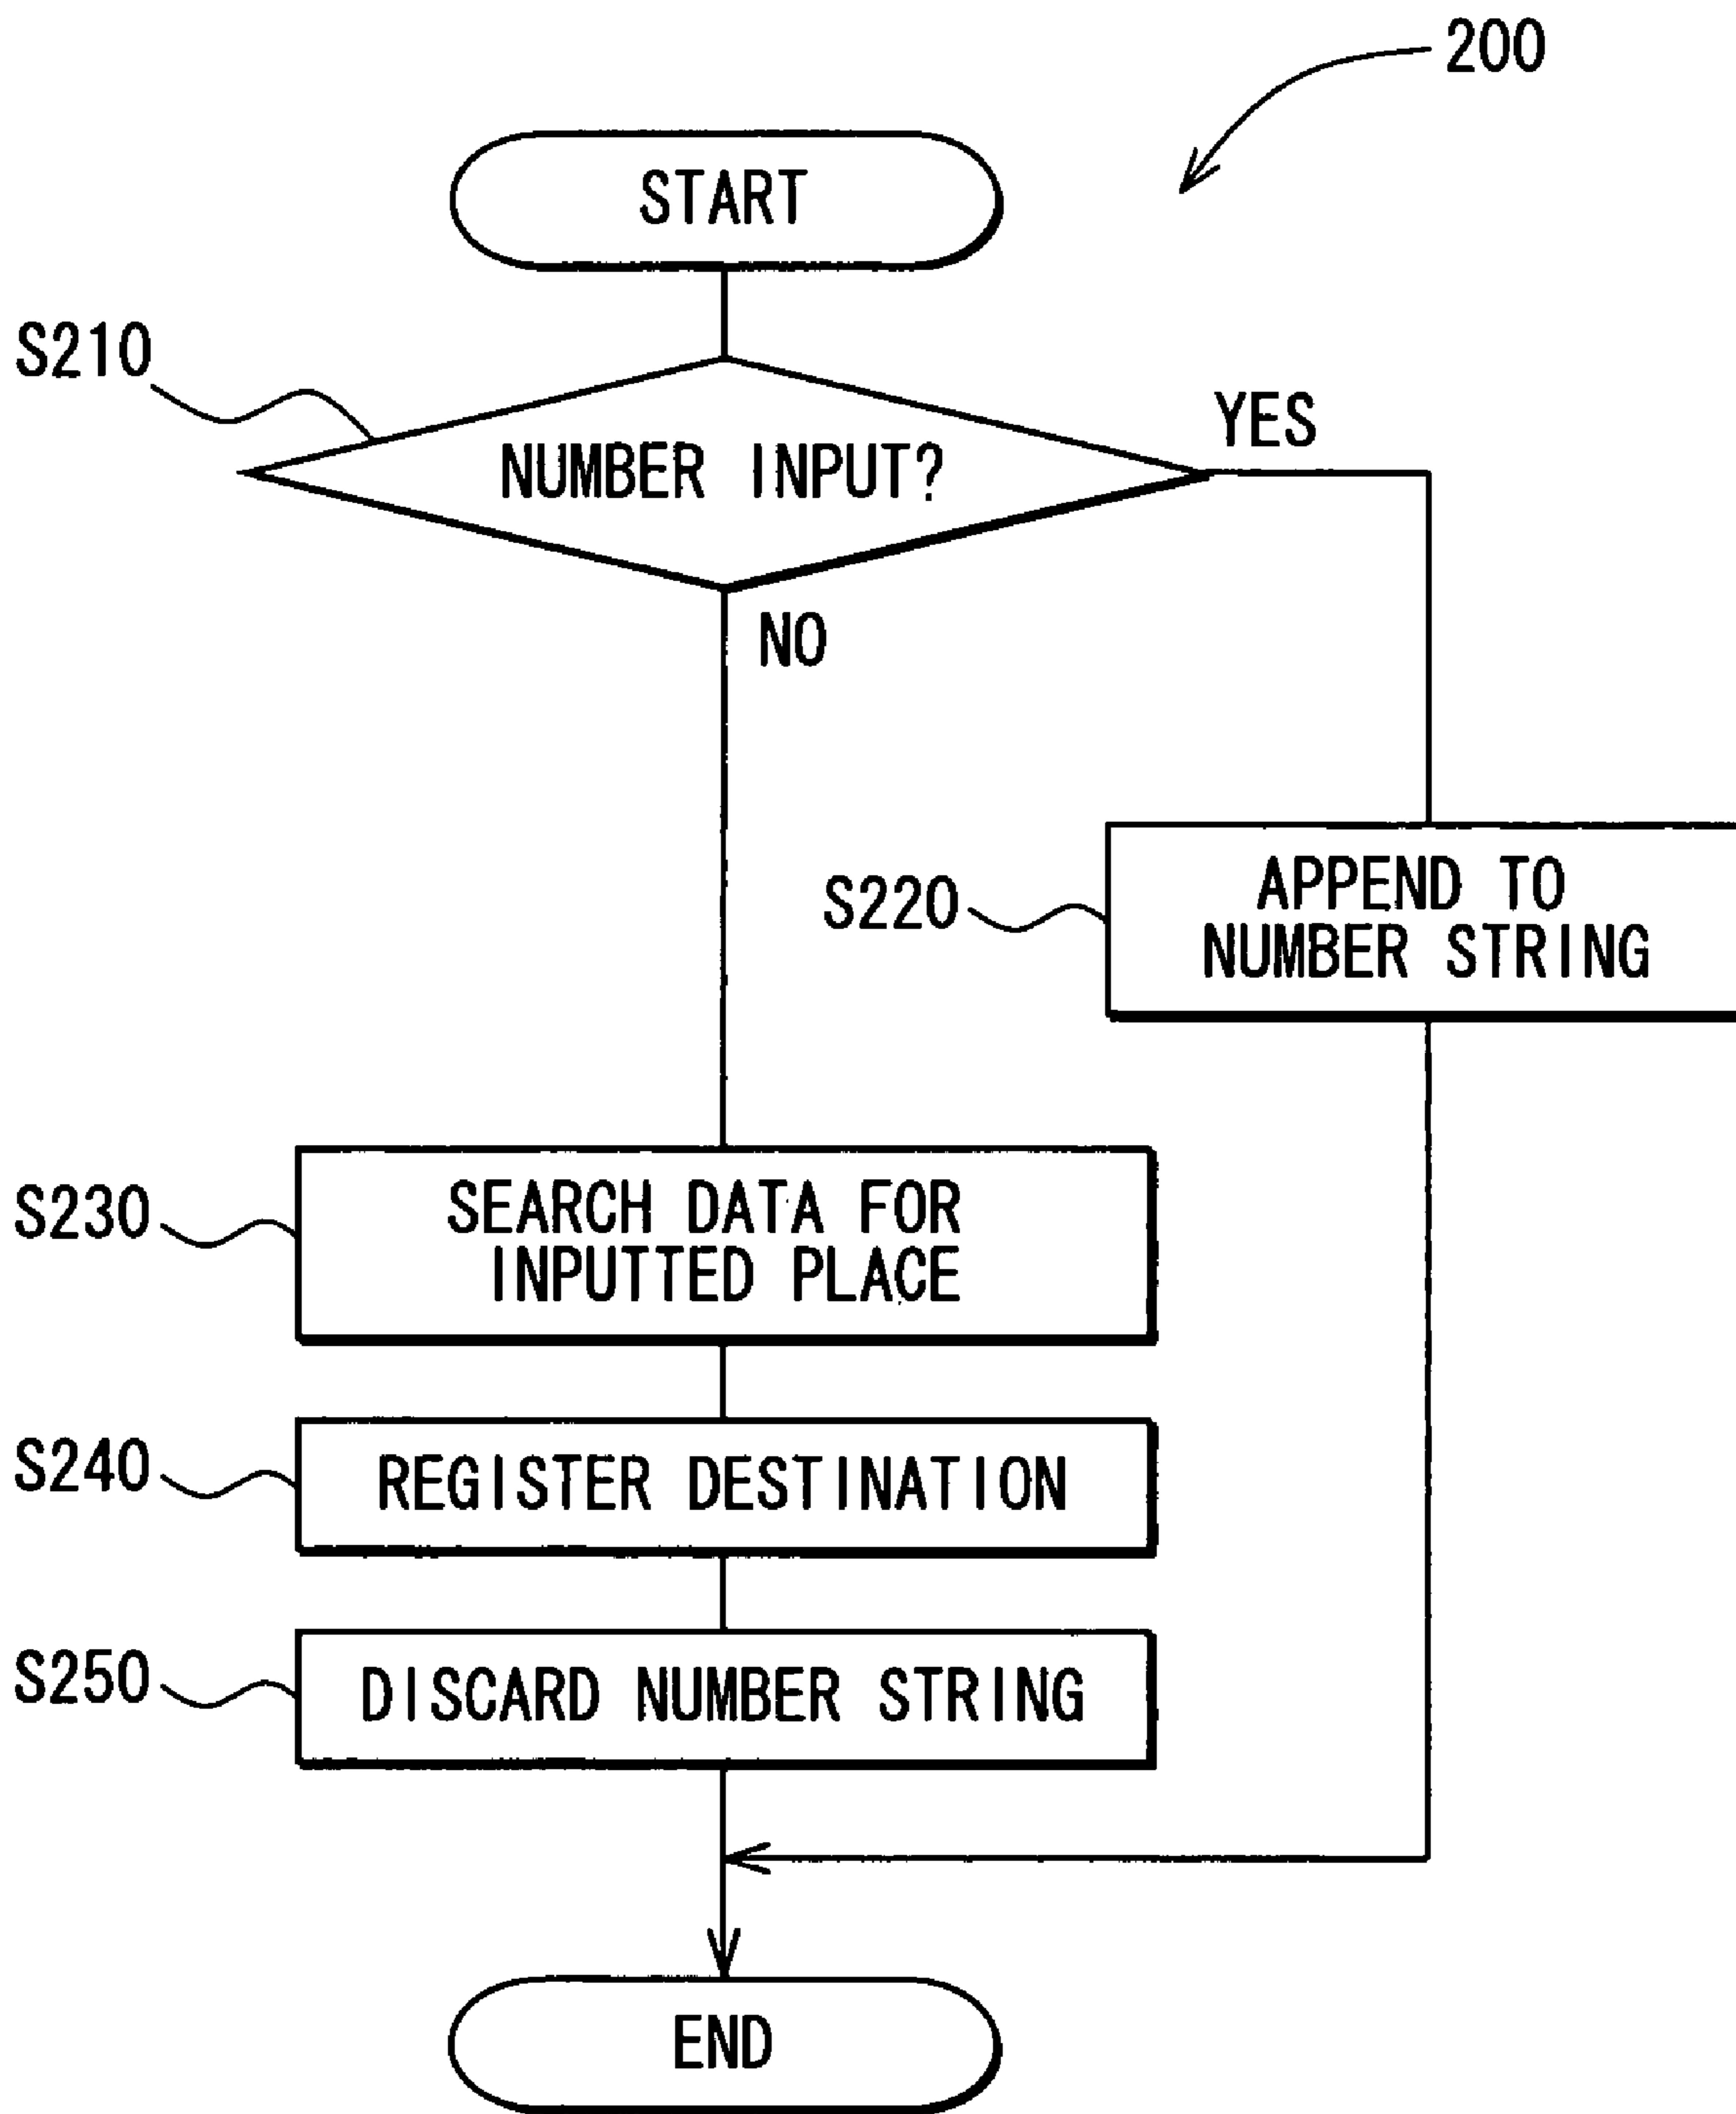 200
START
S210
NUMBER INPUT?
YES
NO
S220
APPEND TO
NUMBER STRING
S230
SEARCH DATA FOR
INPUTTED PLACE
S240
REGISTER DESTINATION
S250
DISCARD NUMBER STRING
END